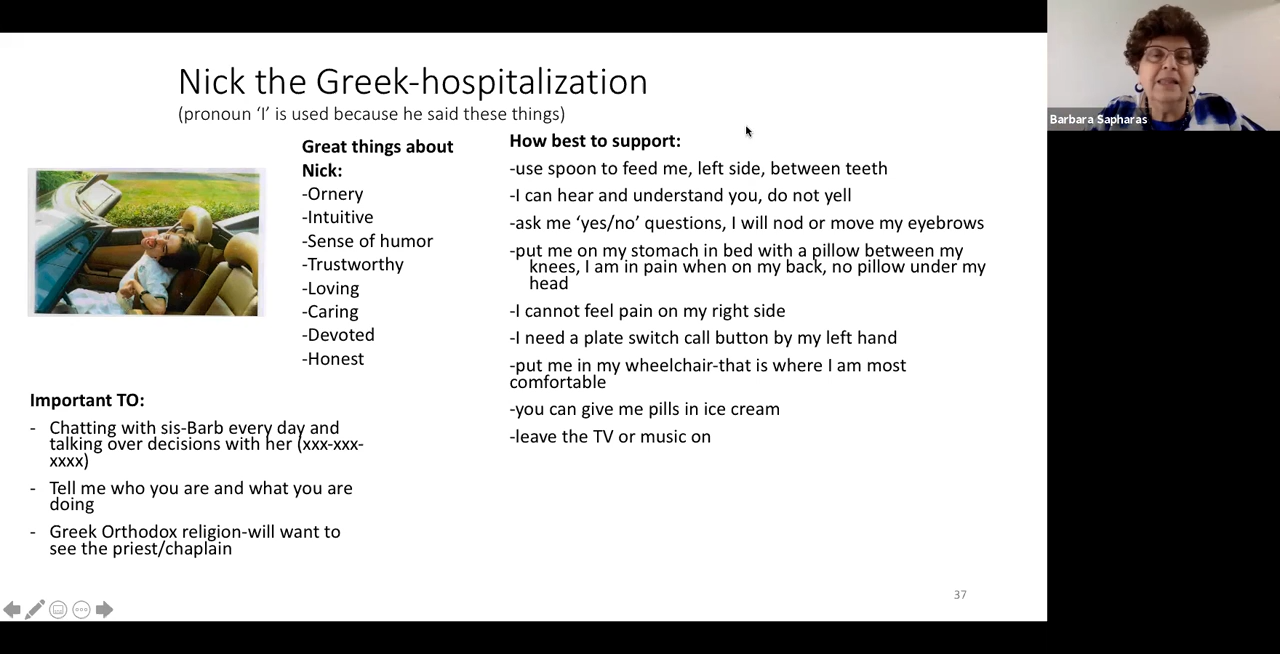 Nick the Greek-hospitalization
(pronoun ‘I’ is used because he said these things)
Great things about
Nick:
-Ornery
-Intuitive
-Sense of humor
-Trustworthy
-Loving
-Caring
-Devoted
-Honest
Important TO:
- Chatting with sis-Barb every day and
talking over decisions with her (xxx-xxx-
xxxx)
- Tell me who you are and what you are
doing
- Greek Orthodox religion-will want to
see the priest/chaplain
How best to support:
-use spoon to feed me, left side, between teeth
-I can hear and understand you, do not yell
-ask me ‘yes/no’ questions, I will nod or move my eyebrows
-put me on my stomach in bed with a pillow between my
knees, I am in pain when on my back, no pillow under my
head
-I cannot feel pain on my right side
-I need a plate switch call button by my left hand
-put me in my wheelchair-that is where I am most
comfortable
-you can give me pills in ice cream
-leave the TV or music on
37
Barbara Sapharas